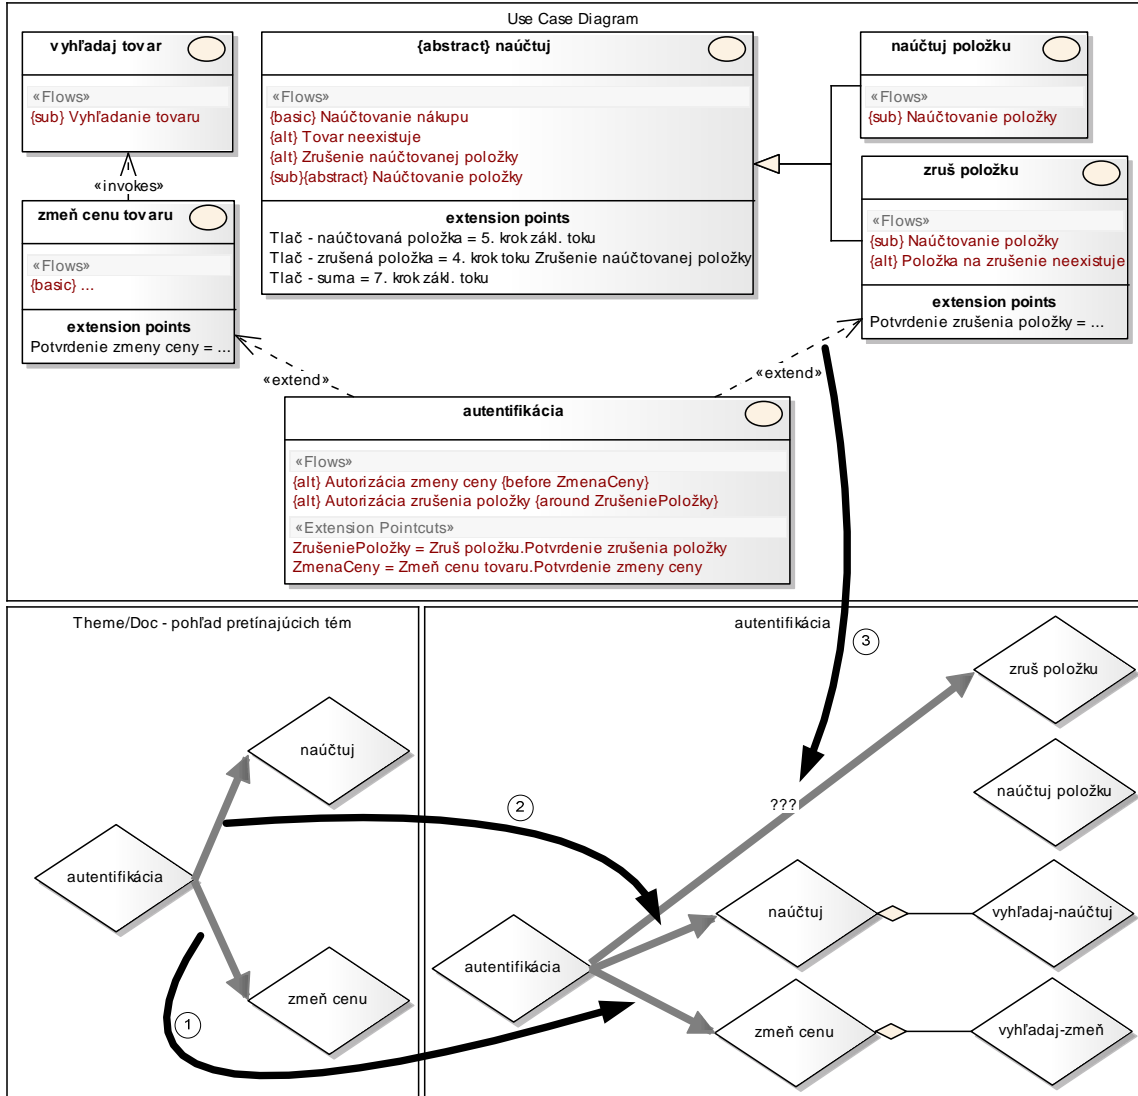 Use Case Diagram
vyhľadaj tovar
«Flows»
{sub} Vyhľadanie tovaru
«invokes»
zmeň cenu tovaru
«Flows»
{basic} ...
extension points
Potvrdenie zmeny ceny = ...
{abstract} naúčtuj
«Flows»
{basic} Naúčtovanie nákupu
{alt} Tovar neexistuje
{alt} Zrušenie naúčtovanej položky
{sub}{abstract} Naúčtovanie položky
extension points
Tlač - naúčtovaná položka = 5. krok zákl. toku
Tlač - zrušená položka = 4. krok toku Zrušenie naúčtovanej položky
Tlač - suma = 7. krok zákl. toku
naúčtuj položku
«Flows»
{sub} Naúčtovanie položky
zruš položku
«Flows»
{sub} Naúčtovanie položky
{alt} Položka na zrušenie neexistuje
extension points
Potvrdenie zrušenia položky = ...
«extend»
«extend»
autentifikácia
«Flows»
{alt} Autorizácia zmeny ceny {before ZmenaCeny}
{alt} Autorizácia zrušenia položky {around ZrušeniePoložky}
«Extension Pointcuts»
ZrušeniePoložky = Zruš položku.Potvrdenie zrušenia položky
ZmenaCeny = Zmeň cenu tovaru.Potvrdenie zmeny ceny
Theme/Doc - pohľad pretínajúcich tém
naúčtuj
autentifikácia
zmeň cenu
1
2
autentifikácia
3
zruš položku
naúčtuj položku
???
naúčtuj
vyhľadaj-naúčtuj
autentifikácia
zmeň cenu
vyhľadaj-zmeň